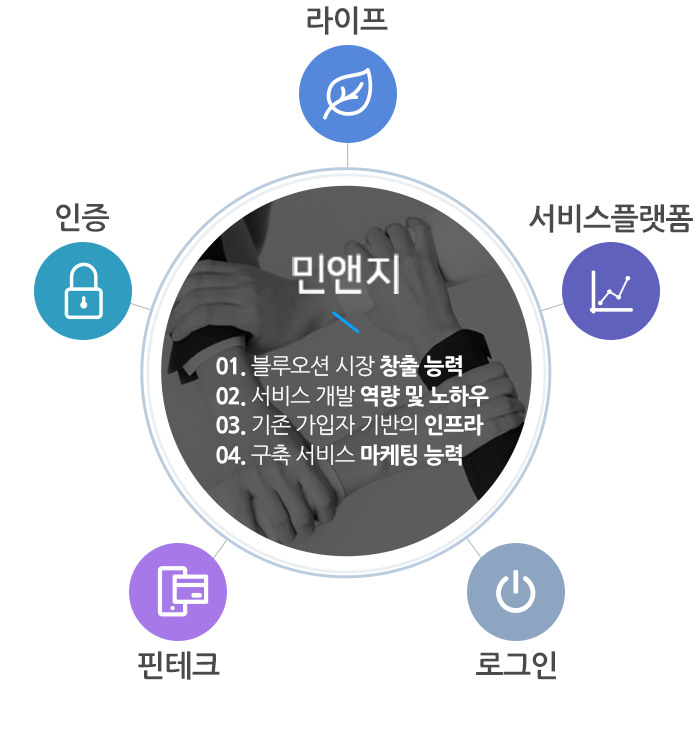 라이프
인증
서비스플랫폼
민앤지
01. 블루오션 시장 창출 능력
02. 서비스 개발 역량 및 노하우
03. 기존 가입자 기반의 인프라
04. 구축 서비스 마케팅 능력
핀테크
로그인